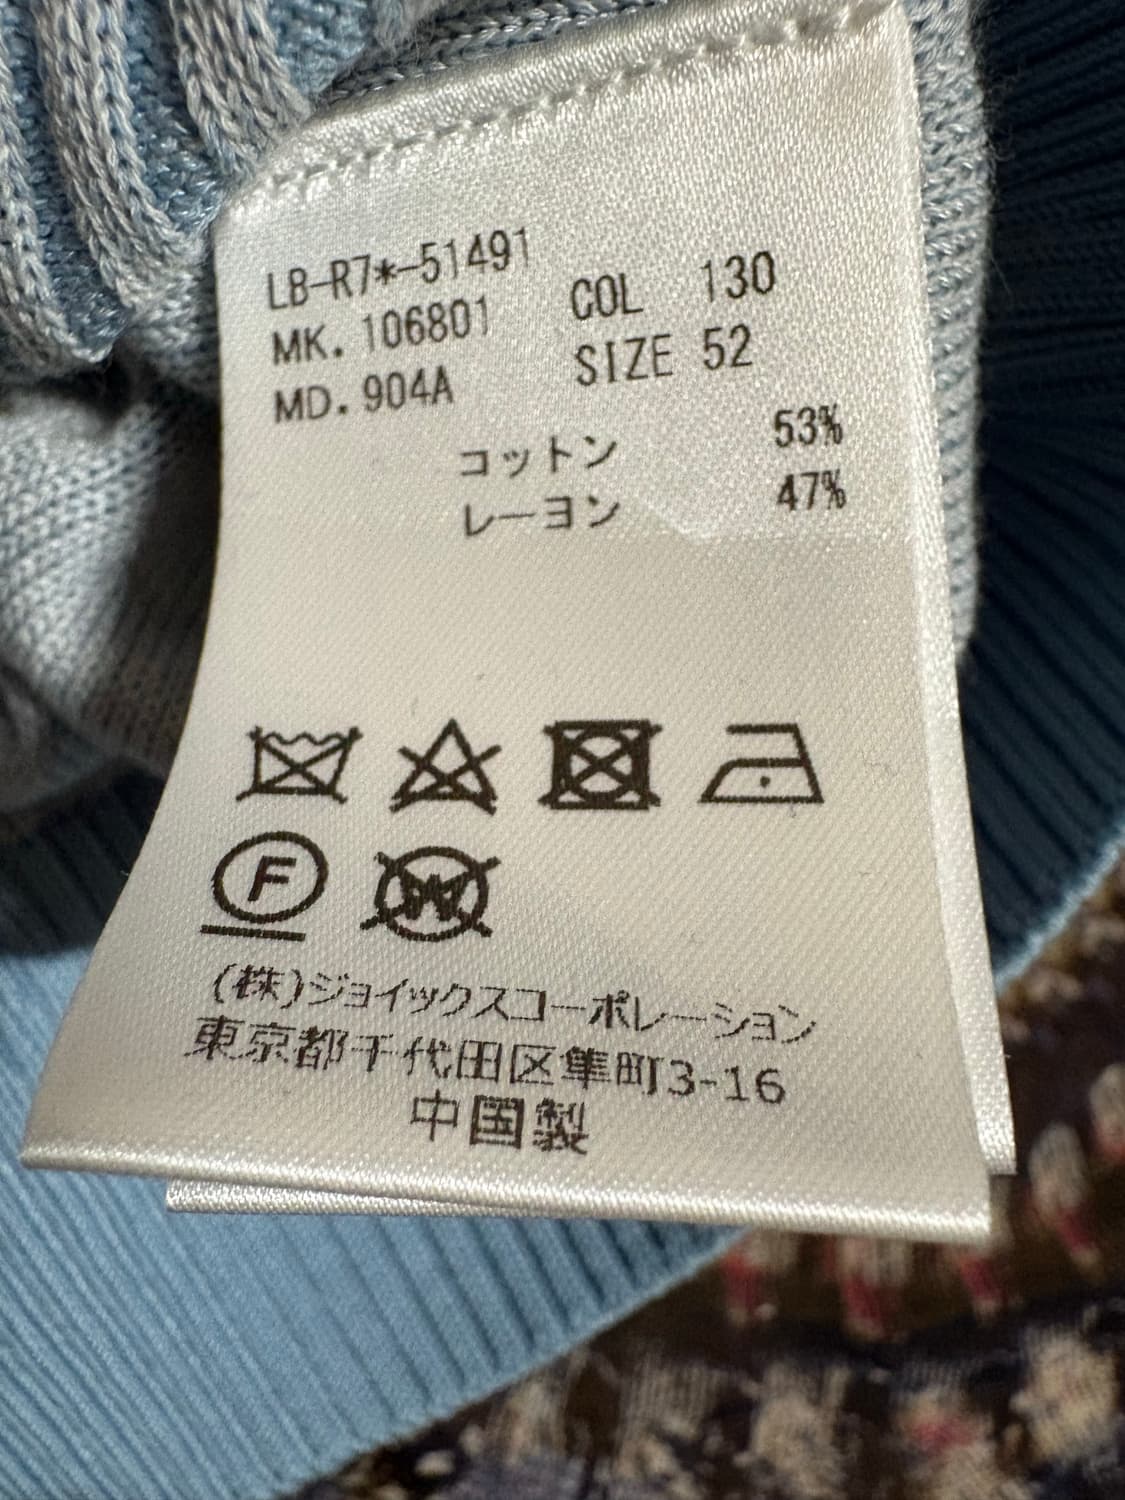 LB-R7*-51491
MK. 106801 COL 130
MD. 904A SIZE 52
コットン 53%
レーヨン 47%
F
W
(株)ジョイックスコーポレーション
東京都千代田区隼町3-16
中国製